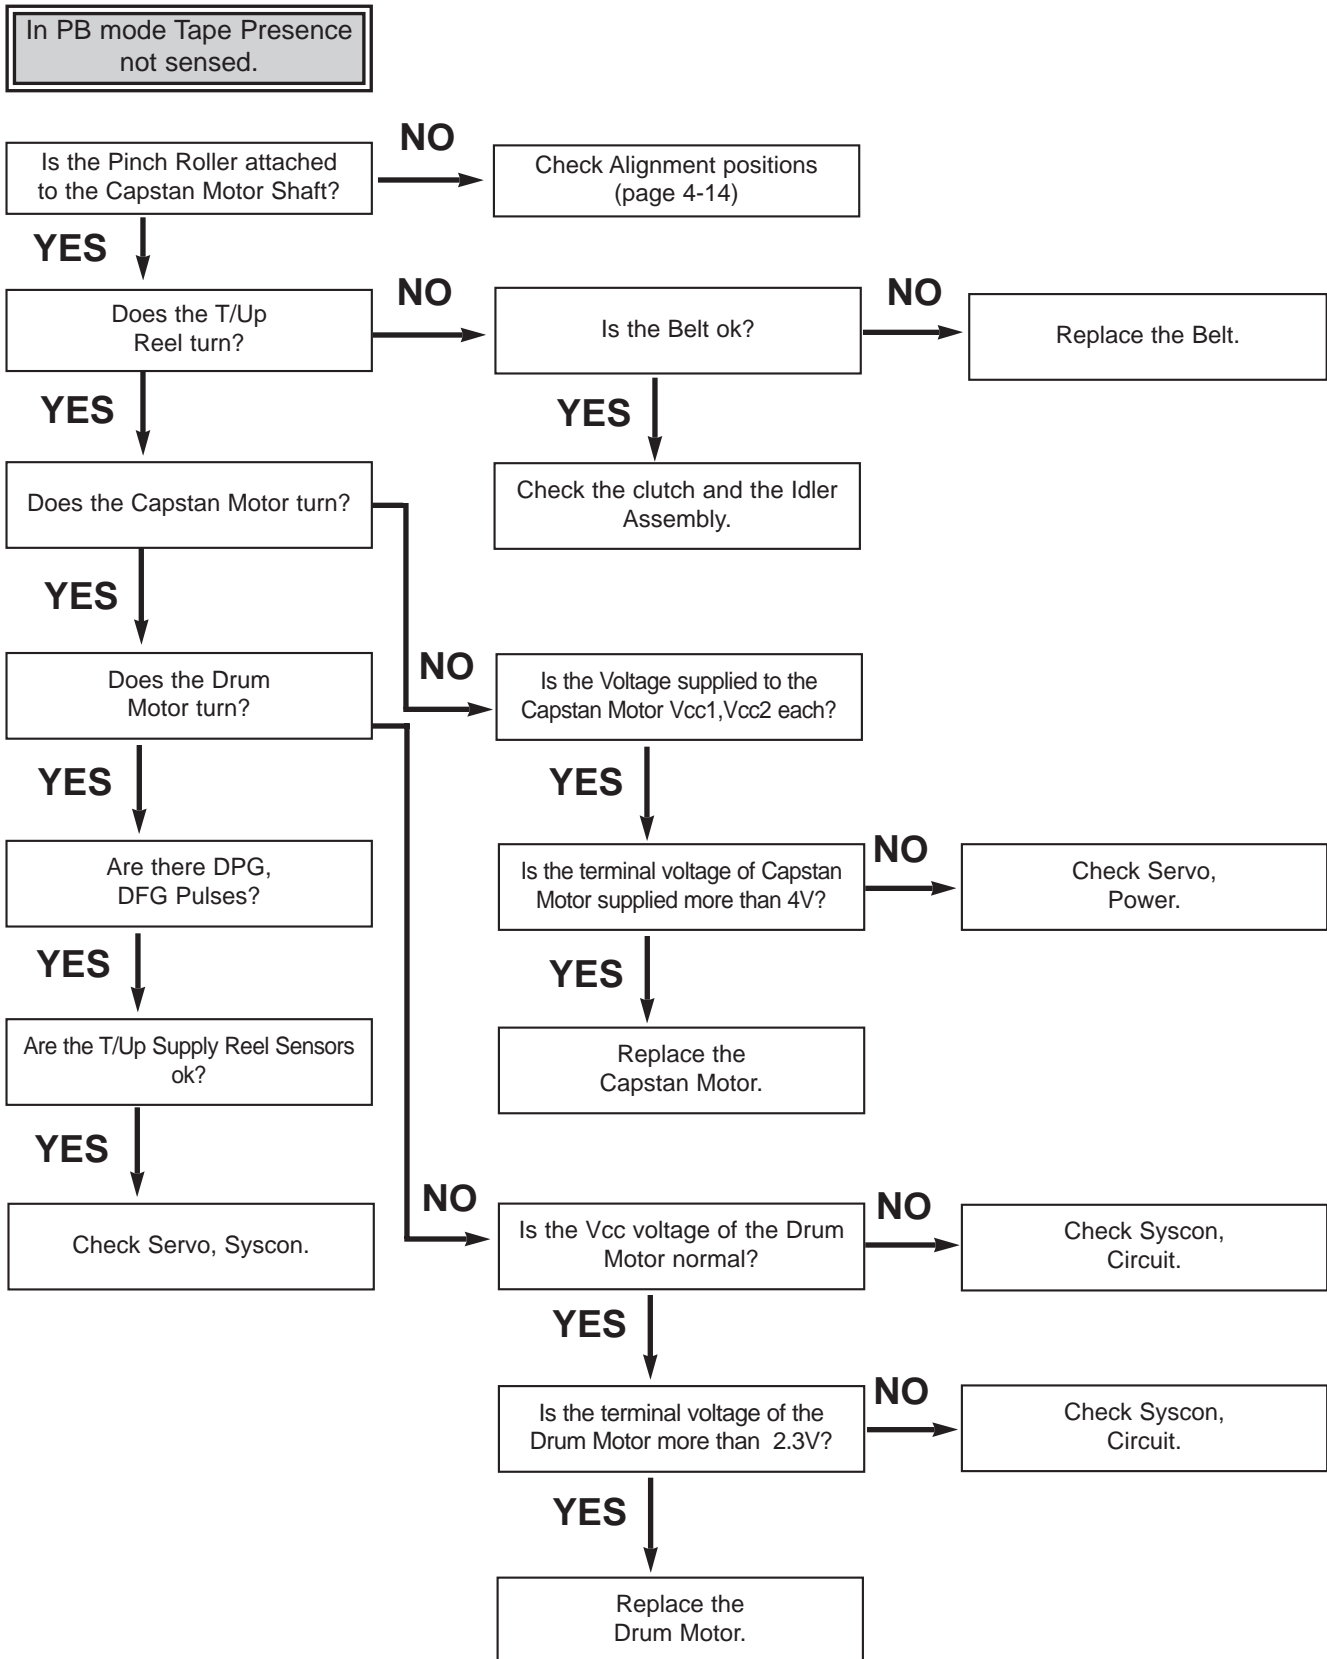 In PB mode Tape Presence
not sensed.
NO
Is the Pinch Roller attached
to the Capstan Motor Shaft?
Check Alignment positions
(page 4-14)
YES
NO
NO
Does the T/Up
Reel turn?
Is the Belt ok?
Replace the Belt.
YES
YES
Does the Capstan Motor turn?
Check the clutch and the Idler
Assembly.
YES
NO
Does the Drum
Motor turn?
Is the Voltage supplied to the
Capstan Motor Vcc1,Vcc2 each?
YES
YES
NO
Are there DPG,
DFG Pulses?
Is the terminal voltage of Capstan
Motor supplied more than 4V?
Check Servo,
Power.
YES
YES
Are the T/Up Supply Reel Sensors
ok?
Replace the
Capstan Motor.
YES
NO
NO
Check Servo, Syscon.
Is the Vcc voltage of the Drum
Motor normal?
Check Syscon,
Circuit.
YES
NO
Is the terminal voltage of the
Drum Motor more than 2.3V?
Check Syscon,
Circuit.
YES
Replace the
Drum Motor.